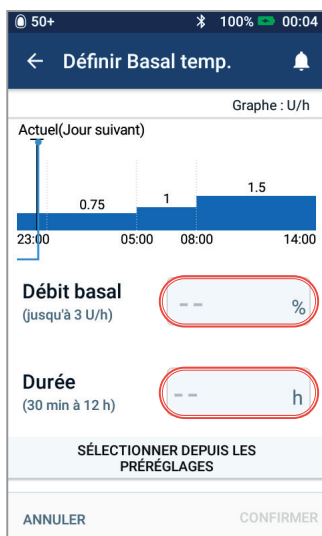 50+ 100% 00:04
Définir Basal temp.
Graphe : U/h
Actuel(Jour suivant)
0.75 1 1.5
23:00 05:00 08:00 14:00
Débit basal
(jusqu'à 3 U/h)
-- %
Durée
(30 min à 12 h)
-- h
SÉLECTIONNER DEPUIS LES
PRÉRÉGLAGES
ANNULER CONFIRMER